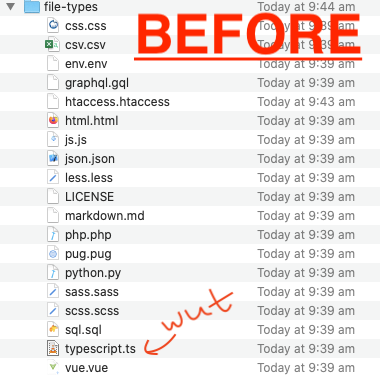 file-types Today at 9:44 am
css.css Today at 9:39 am
BEFORE
csv.csv Today at 9:39 am
env.env Today at 9:39 am
graphql.gql Today at 9:39 am
htaccess.htaccess Today at 9:43 am
html.html Today at 9:39 am
js.js Today at 9:39 am
json.json Today at 9:39 am
less.less Today at 9:39 am
LICENSE Today at 9:39 am
markdown.md Today at 9:39 am
php.php Today at 9:39 am
pug.pug Today at 9:39 am
python.py Today at 9:39 am
sass.sass Today at 9:39 am
scss.scss Today at 9:39 am
wut
sql.sql Today at 9:39 am
typescript.ts Today at 9:39 am
vue.vue Today at 9:39 am